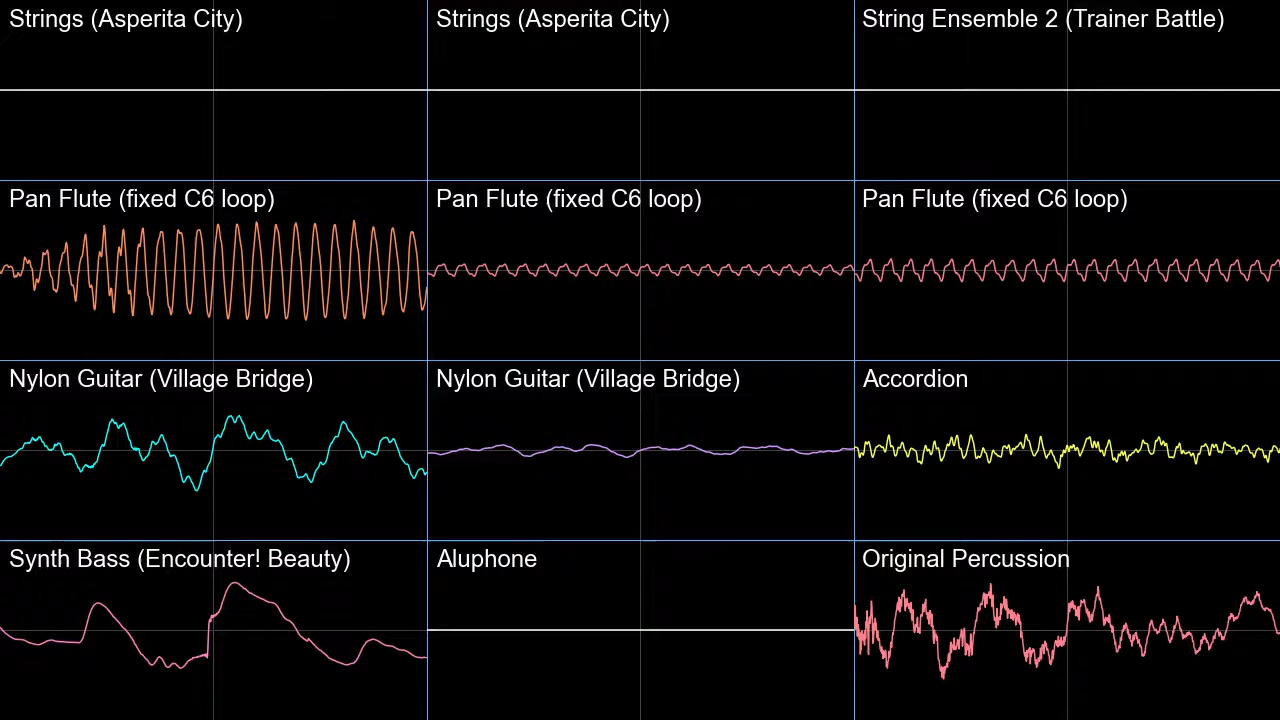 Strings (Asperita City)
Strings (Asperita City)
String Ensemble 2 (Trainer Battle)
Pan Flute (fixed C6 loop)
Pan Flute (fixed C6 loop)
Pan Flute (fixed C6 loop)
Nylon Guitar (Village Bridge)
Nylon Guitar (Village Bridge)
Accordion
Synth Bass (Encounter! Beauty)
Aluphone
Original Percussion